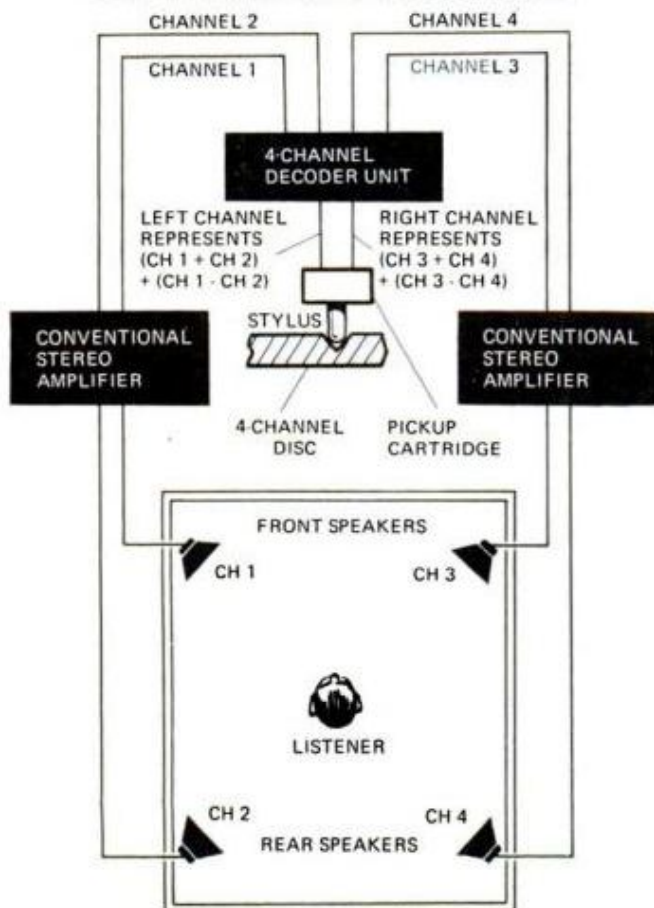 CHANNEL 2
CHANNEL 4
CHANNEL 1
CHANNEL 3
4-CHANNEL
DECODER UNIT
LEFT CHANNEL
REPRESENTS
(CH 1 + CH 2)
+ (CH 1 - CH 2)
RIGHT CHANNEL
REPRESENTS
(CH 3 + CH 4)
+ (CH 3 - CH 4)
STYLUS
CONVENTIONAL
STEREO
AMPLIFIER
CONVENTIONAL
STEREO
AMPLIFIER
4-CHANNEL
DISC
PICKUP
CARTRIDGE
FRONT SPEAKERS
CH 1
CH 3
LISTENER
CH 2
CH 4
REAR SPEAKERS